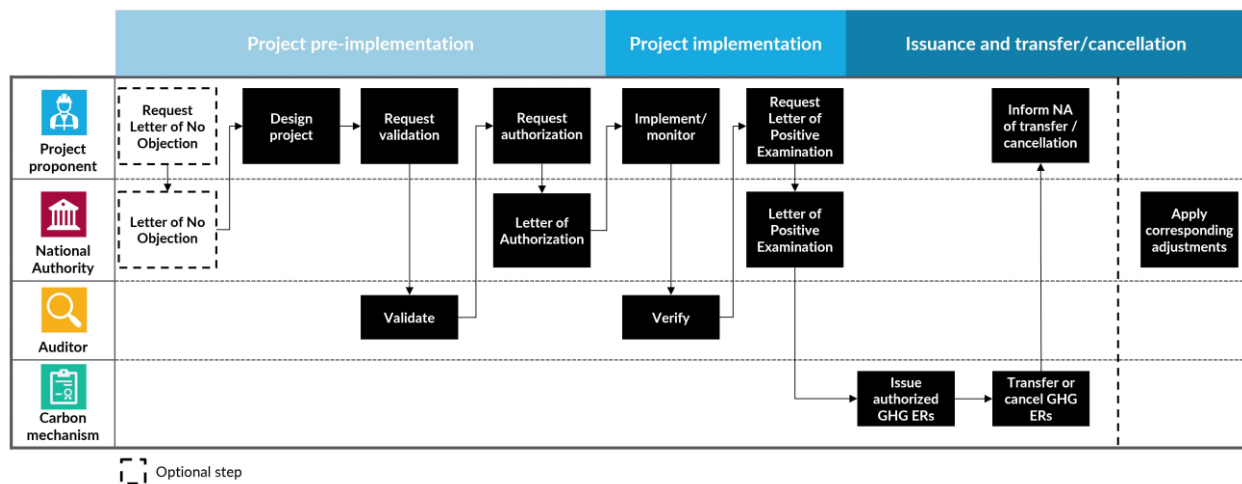 Project pre-implementation
Project implementation
Issuance and transfer/cancellation
Project
proponent
Request
Letter of No
Objection
Design
project
Request
validation
Request
authorization
Implement/
monitor
Request
Letter of
Positive
Examination
Inform NA
of transfer /
cancellation
National
Authority
Letter of No
Objection
Letter of
Authorization
Letter of
Positive
Examination
Apply
corresponding
adjustments
Auditor
Validate
Verify
Carbon
mechanism
Issue
authorized
GHG ERs
Transfer or
cancel GHG
ERs
Optional step